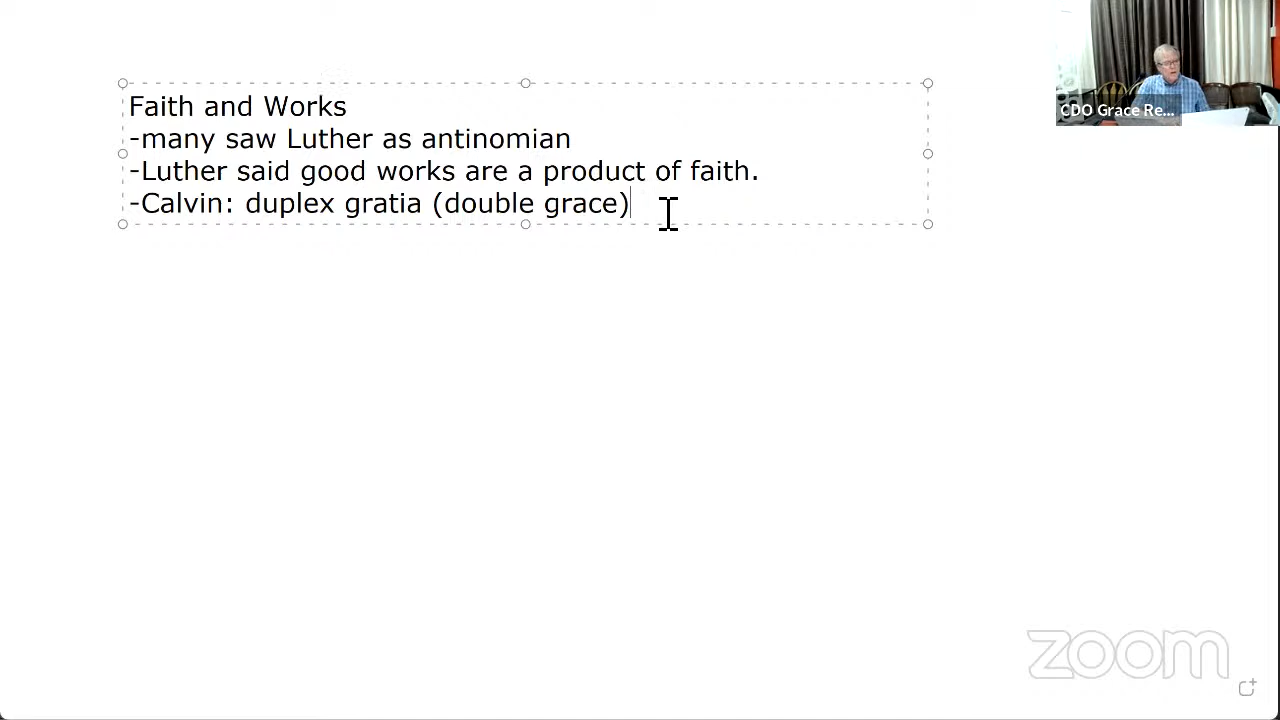 Faith and Works
-many saw Luther as antinomian
-Luther said good works are a product of faith.
-Calvin: duplex gratia (double grace)
CDO Grace Re...
zoom